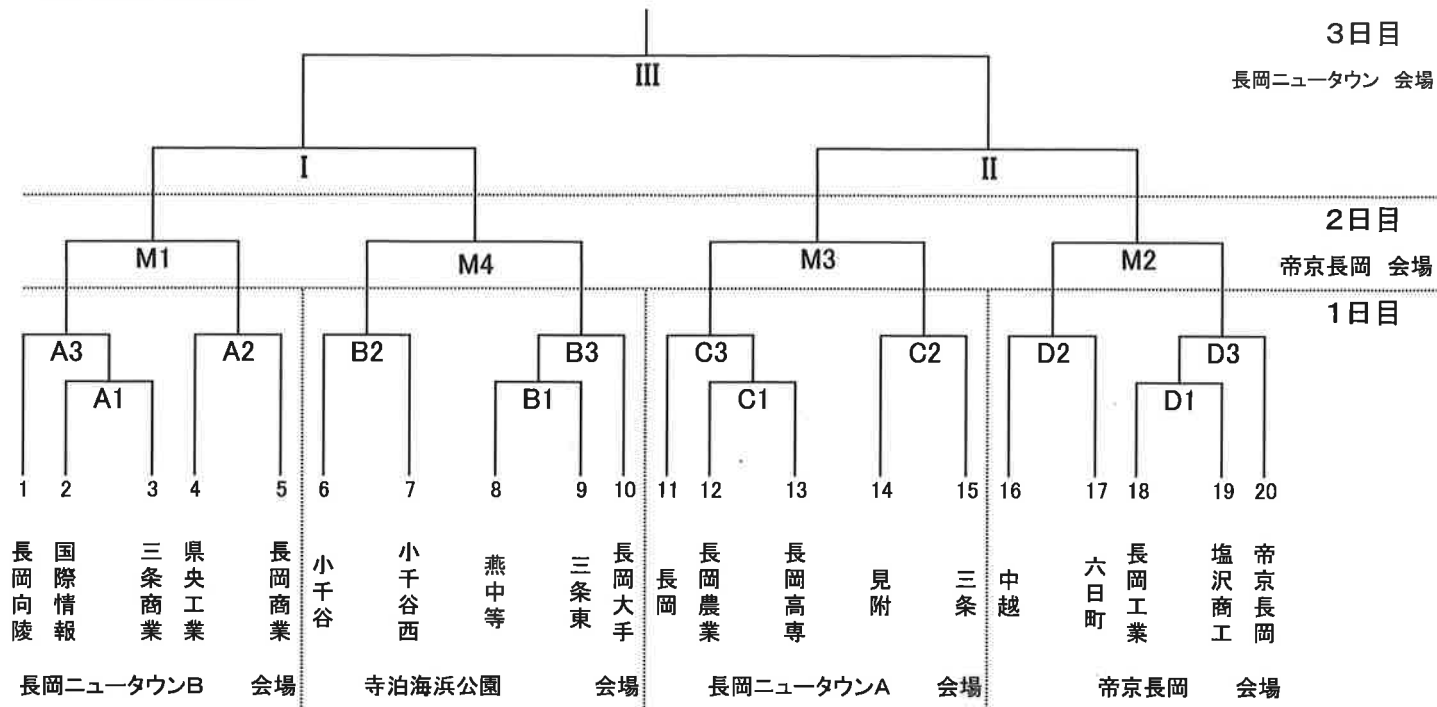 3日目
長岡ニュータウン 会場
III
I
II
2日目
帝京長岡 会場
M1
M4
M3
M2
1日目
A3
A2
B2
B3
C3
C2
D2
D3
A1
B1
C1
D1
1 2 3 4 5 6 7 8 9 10 11 12 13 14 15 16 17 18 19 20
長岡向陵
国際情報
三条商業
県央工業
長岡商業
小千谷
小千谷西
燕中等
三条東
長岡大手
長岡
長岡農業
長岡高専
見附
三条
中越
六日町
長岡工業
塩沢商工
帝京長岡
長岡ニュータウンB 会場
寺泊海浜公園 会場
長岡ニュータウンA 会場
帝京長岡 会場